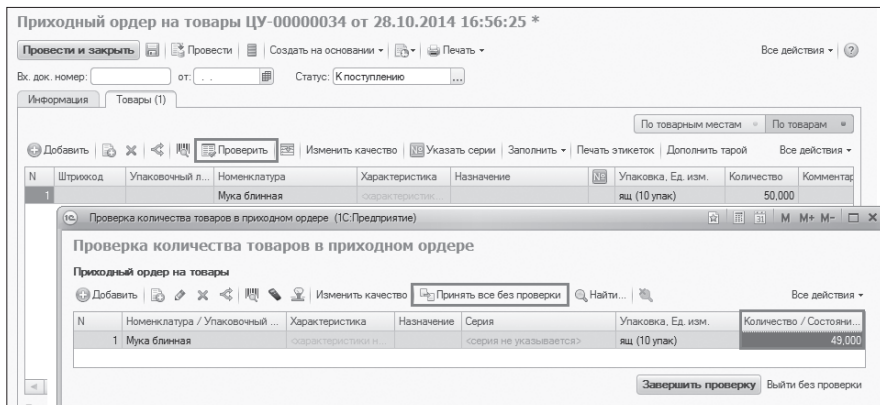 Приходный ордер на товары ЦУ-00000034 от 28.10.2014 16:56:25 *
Провести и закрыть Провести Создать на основании Печать Все действия
Вх. док. номер: от: . . Статус: К поступлению ...
Информация Товары (1)
По товарным местам По товарам
Добавить Проверить Изменить качество Указать серии Заполнить Печать этикеток Дополнить тарой Все действия
N Штрихкод Упаковочный л... Номенклатура Характеристика Назначение Упаковка, Ед. изм. Количество Комментар
1 Мука блинная <характеристик... ящ (10 упак) 50,000
Проверка количества товаров в приходном ордере (1С:Предприятие) M M+ M-
Проверка количества товаров в приходном ордере
Приходный ордер на товары
Добавить Изменить качество Принять все без проверки Найти... Все действия
N Номенклатура / Упаковочный ... Характеристика Назначение Серия Упаковка, Ед. изм. Количество / Состояни...
1 Мука блинная <характеристики н... <серия не указывается> ящ (10 упак) 49,000
Завершить проверку Выйти без проверки